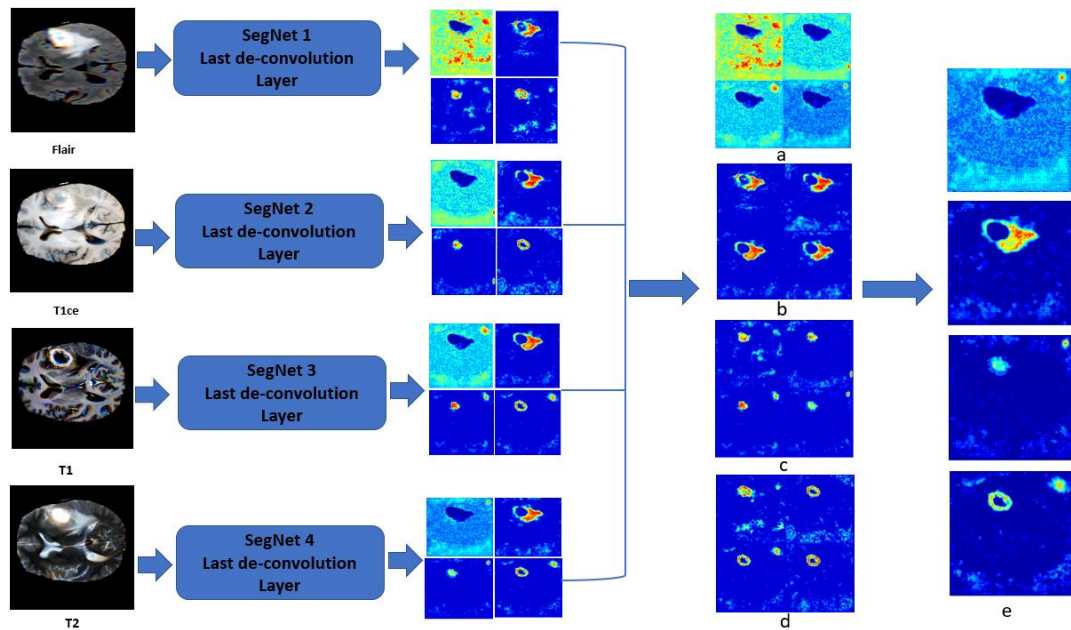 SegNet 1
Last de-convolution
Layer
Flair
a
SegNet 2
Last de-convolution
Layer
T1ce
b
SegNet 3
Last de-convolution
Layer
T1
c
SegNet 4
Last de-convolution
Layer
T2
d
e